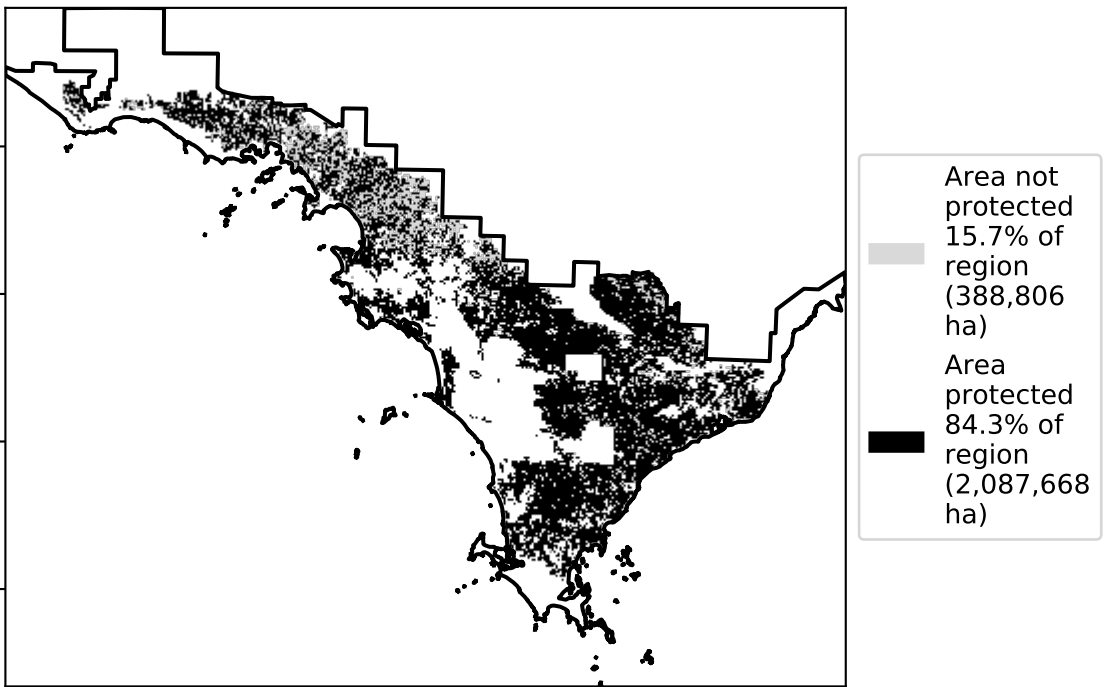 Area not
protected
15.7% of
region
(388,806
ha)
Area
protected
84.3% of
region
(2,087,668
ha)